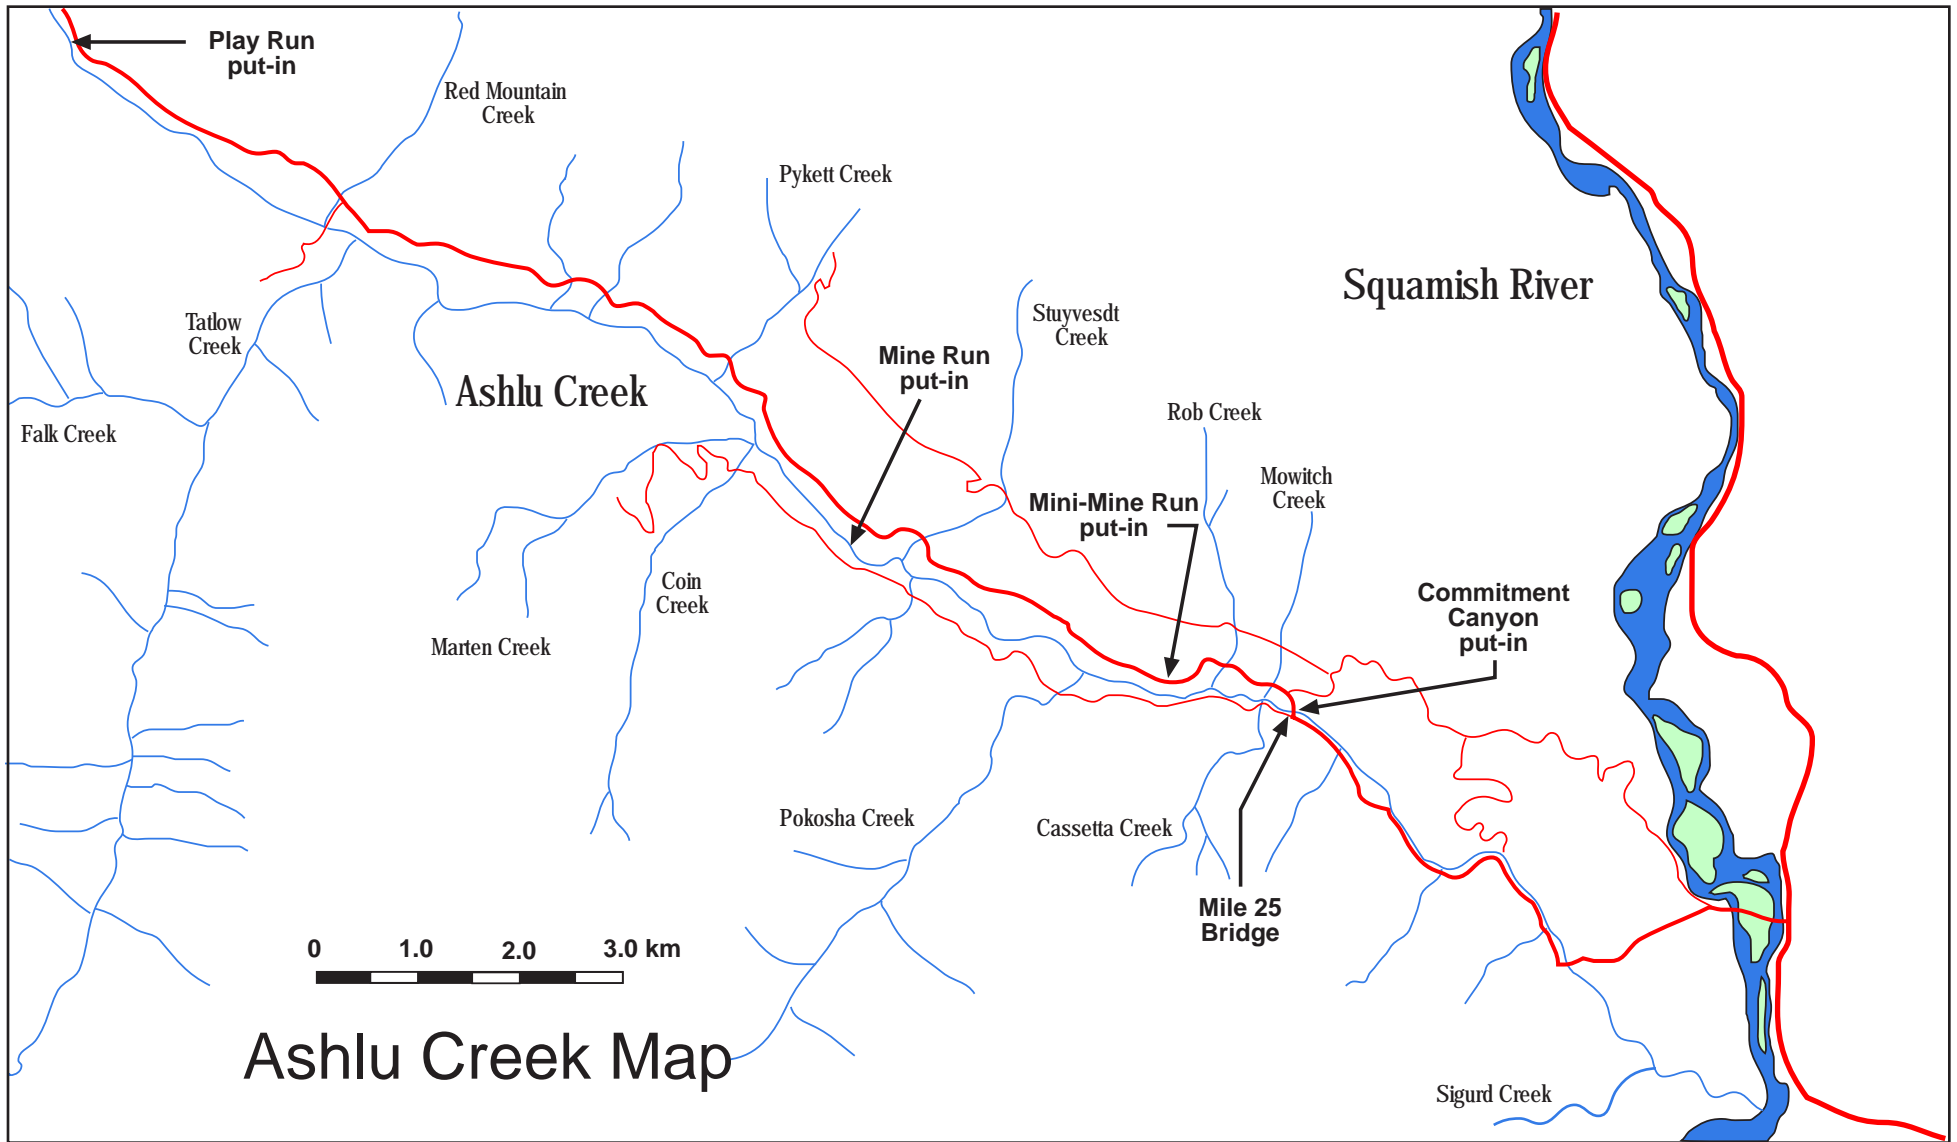 Play Run
put-in
Red Mountain
Creek
Pykett Creek
Squamish River
Stuyvesdt
Creek
Tatlow
Creek
Mine Run
put-in
Ashlu Creek
Rob Creek
Falk Creek
Mowitch
Creek
Mini-Mine Run
put-in
Coin
Creek
Commitment
Canyon
put-in
Marten Creek
Pokosha Creek
Cassetta Creek
Mile 25
Bridge
0 1.0 2.0 3.0 km
Ashlu Creek Map
Sigurd Creek